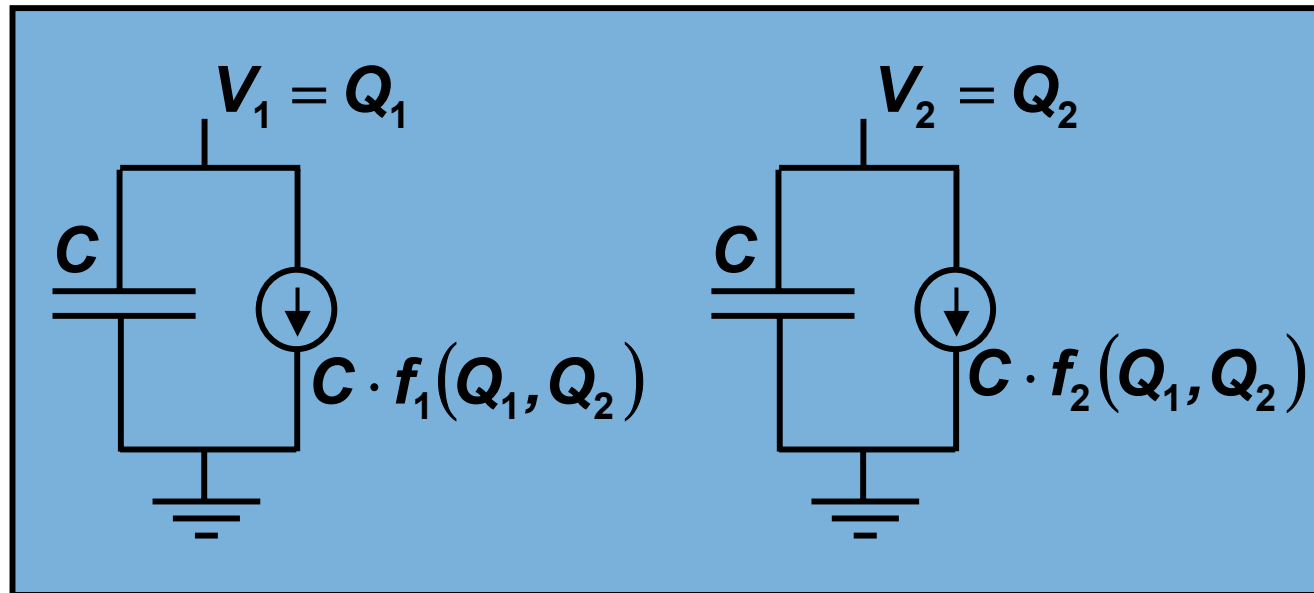 V₁ = Q₁
V₂ = Q₂
C
C
C · f₁(Q₁, Q₂)
C · f₂(Q₁, Q₂)